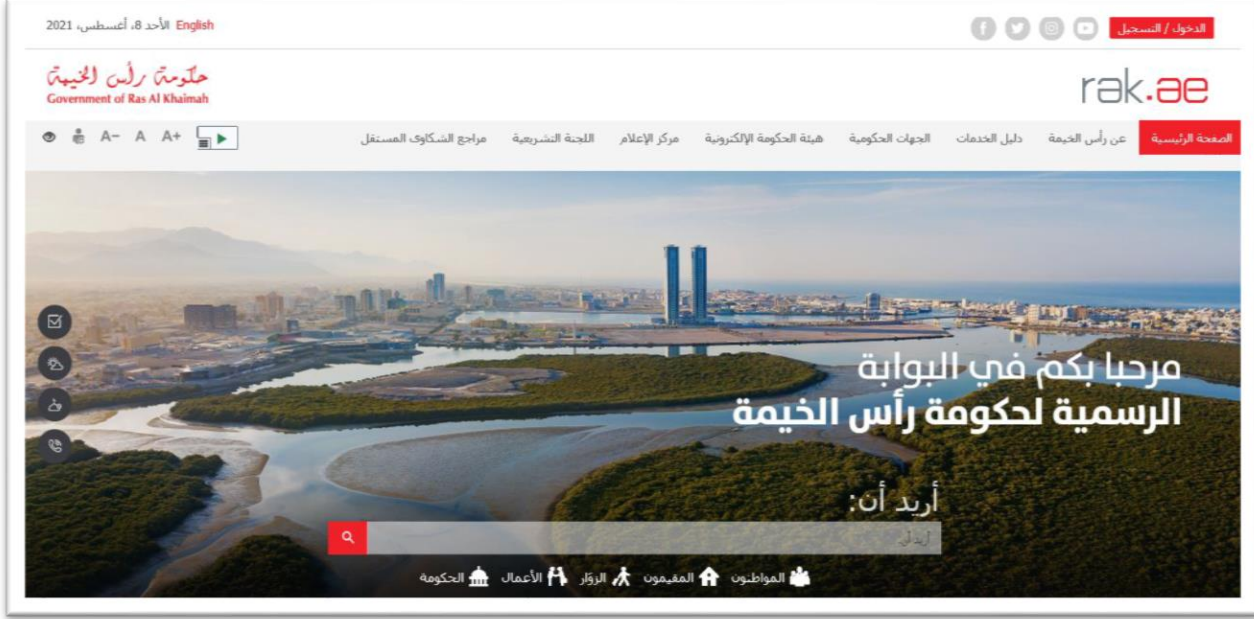 الدخول / التسجيل
English الأحد 8، أغسطس، 2021
rak.ae
حكومة رأس الخيمة
Government of Ras Al Khaimah
الصفحة الرئيسية عن رأس الخيمة دليل الخدمات الجهات الحكومية هيئة الحكومة الإلكترونية مركز الإعلام اللجنة التشريعية مراجع الشكاوى المستقل
A+ A A-
مرحبا بكم في البوابة
الرسمية لحكومة رأس الخيمة
أريد أن:
أريد أن..
المواطنون المقيمون الزوّار الأعمال الحكومة